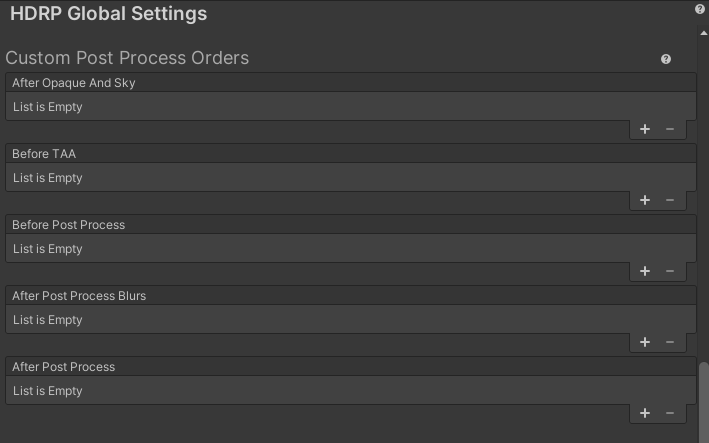 HDRP Global Settings
Custom Post Process Orders
After Opaque And Sky
List is Empty
Before TAA
List is Empty
Before Post Process
List is Empty
After Post Process Blurs
List is Empty
After Post Process
List is Empty